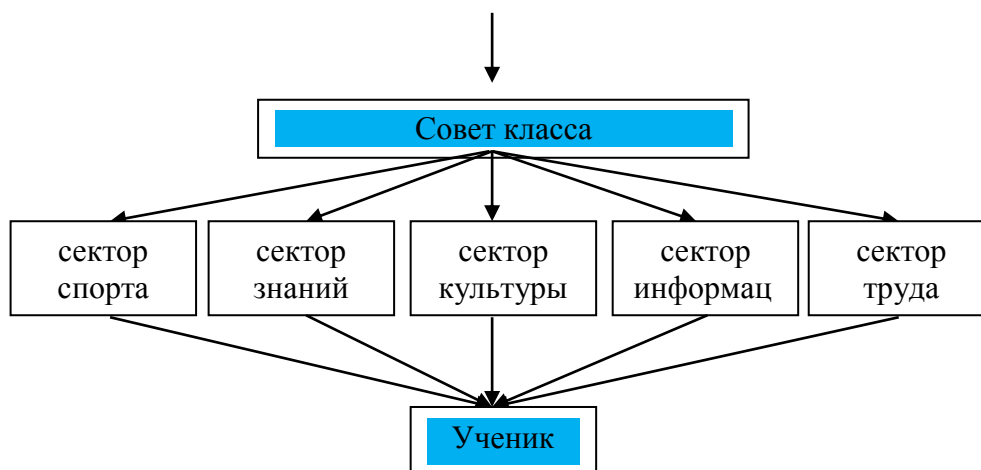 Совет класса
сектор
спорта
сектор
знаний
сектор
культуры
сектор
информац
сектор
труда
Ученик